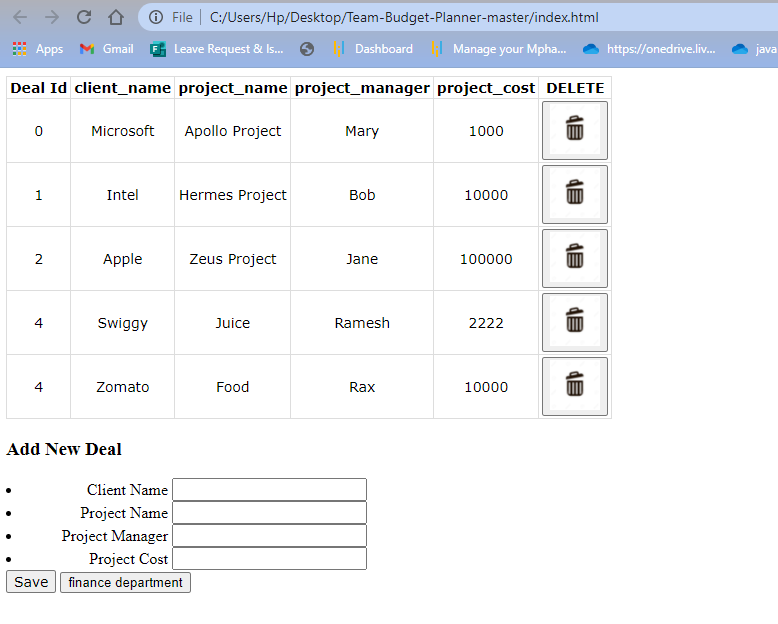 File C:/Users/Hp/Desktop/Team-Budget-Planner-master/index.html
Apps Gmail Leave Request & Is... Dashboard Manage your Mpha... https://onedrive.liv... java
Deal Id client_name project_name project_manager project_cost DELETE
0 Microsoft Apollo Project Mary 1000
1 Intel Hermes Project Bob 10000
2 Apple Zeus Project Jane 100000
4 Swiggy Juice Ramesh 2222
4 Zomato Food Rax 10000
Add New Deal
• Client Name
• Project Name
• Project Manager
• Project Cost
Save finance department